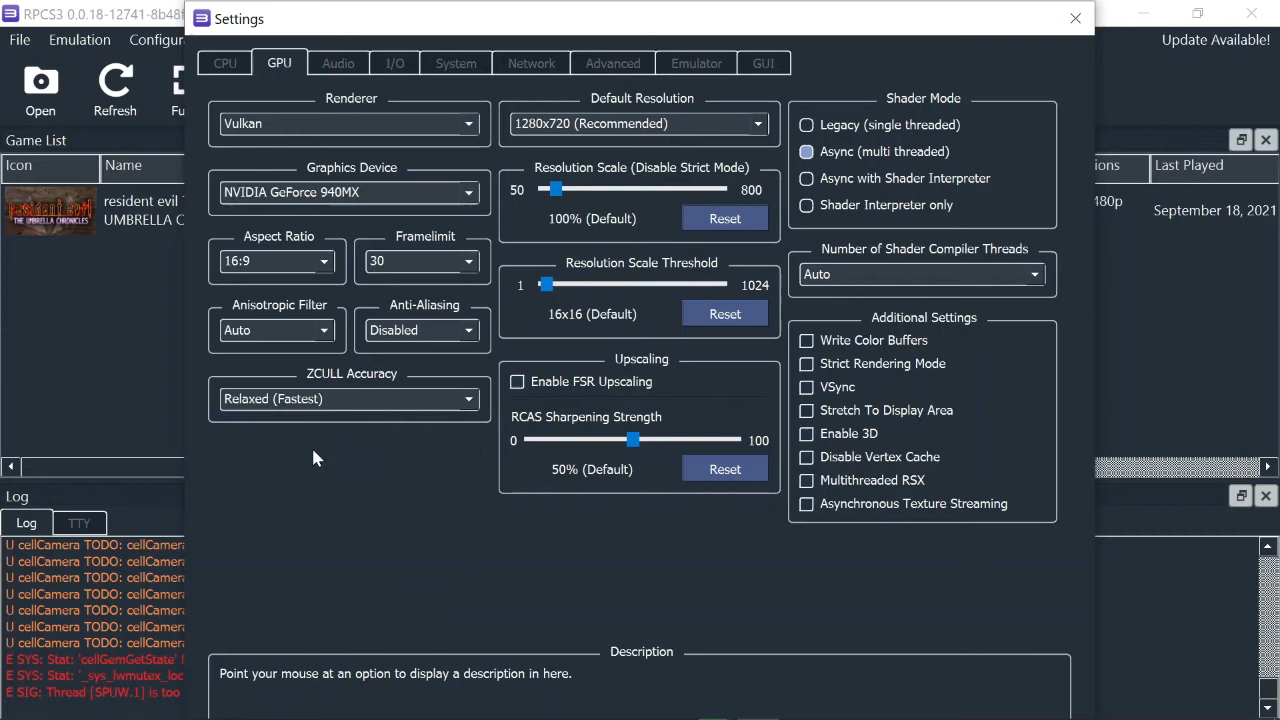 RPCS3 0.0.18-12741-8b48f
Settings
File
Emulation
Configur
Update Available!
Open
Refresh
Fu
CPU
GPU
Audio
I/O
System
Network
Advanced
Emulator
GUI
Game List
Icon
Name
ions
Last Played
resident evil
UMBRELLA C
480p
September 18, 2021
resident evil
THE UMBRELLA CHRONICLES
Renderer
Vulkan
Graphics Device
NVIDIA GeForce 940MX
Aspect Ratio
16:9
Framelimit
30
Anisotropic Filter
Auto
Anti-Aliasing
Disabled
ZCULL Accuracy
Relaxed (Fastest)
Default Resolution
1280x720 (Recommended)
Resolution Scale (Disable Strict Mode)
50
800
100% (Default)
Reset
Resolution Scale Threshold
1
1024
16x16 (Default)
Reset
Upscaling
Enable FSR Upscaling
RCAS Sharpening Strength
0
100
50% (Default)
Reset
Shader Mode
Legacy (single threaded)
Async (multi threaded)
Async with Shader Interpreter
Shader Interpreter only
Number of Shader Compiler Threads
Auto
Additional Settings
Write Color Buffers
Strict Rendering Mode
VSync
Stretch To Display Area
Enable 3D
Disable Vertex Cache
Multithreaded RSX
Asynchronous Texture Streaming
Log
Log
TTY
U cellCamera TODO: cellCamera
U cellCamera TODO: cellCamera
U cellCamera TODO: cellCamera
U cellCamera TODO: cellCamera
U cellCamera TODO: cellCamera
U cellCamera TODO: cellCamera
U cellCamera TODO: cellCamera
E SYS: Stat: 'cellGemGetState' f
E SYS: Stat: '_sys_lwmutex_loc
E SIG: Thread [SPUW.1] is too
Description
Point your mouse at an option to display a description in here.